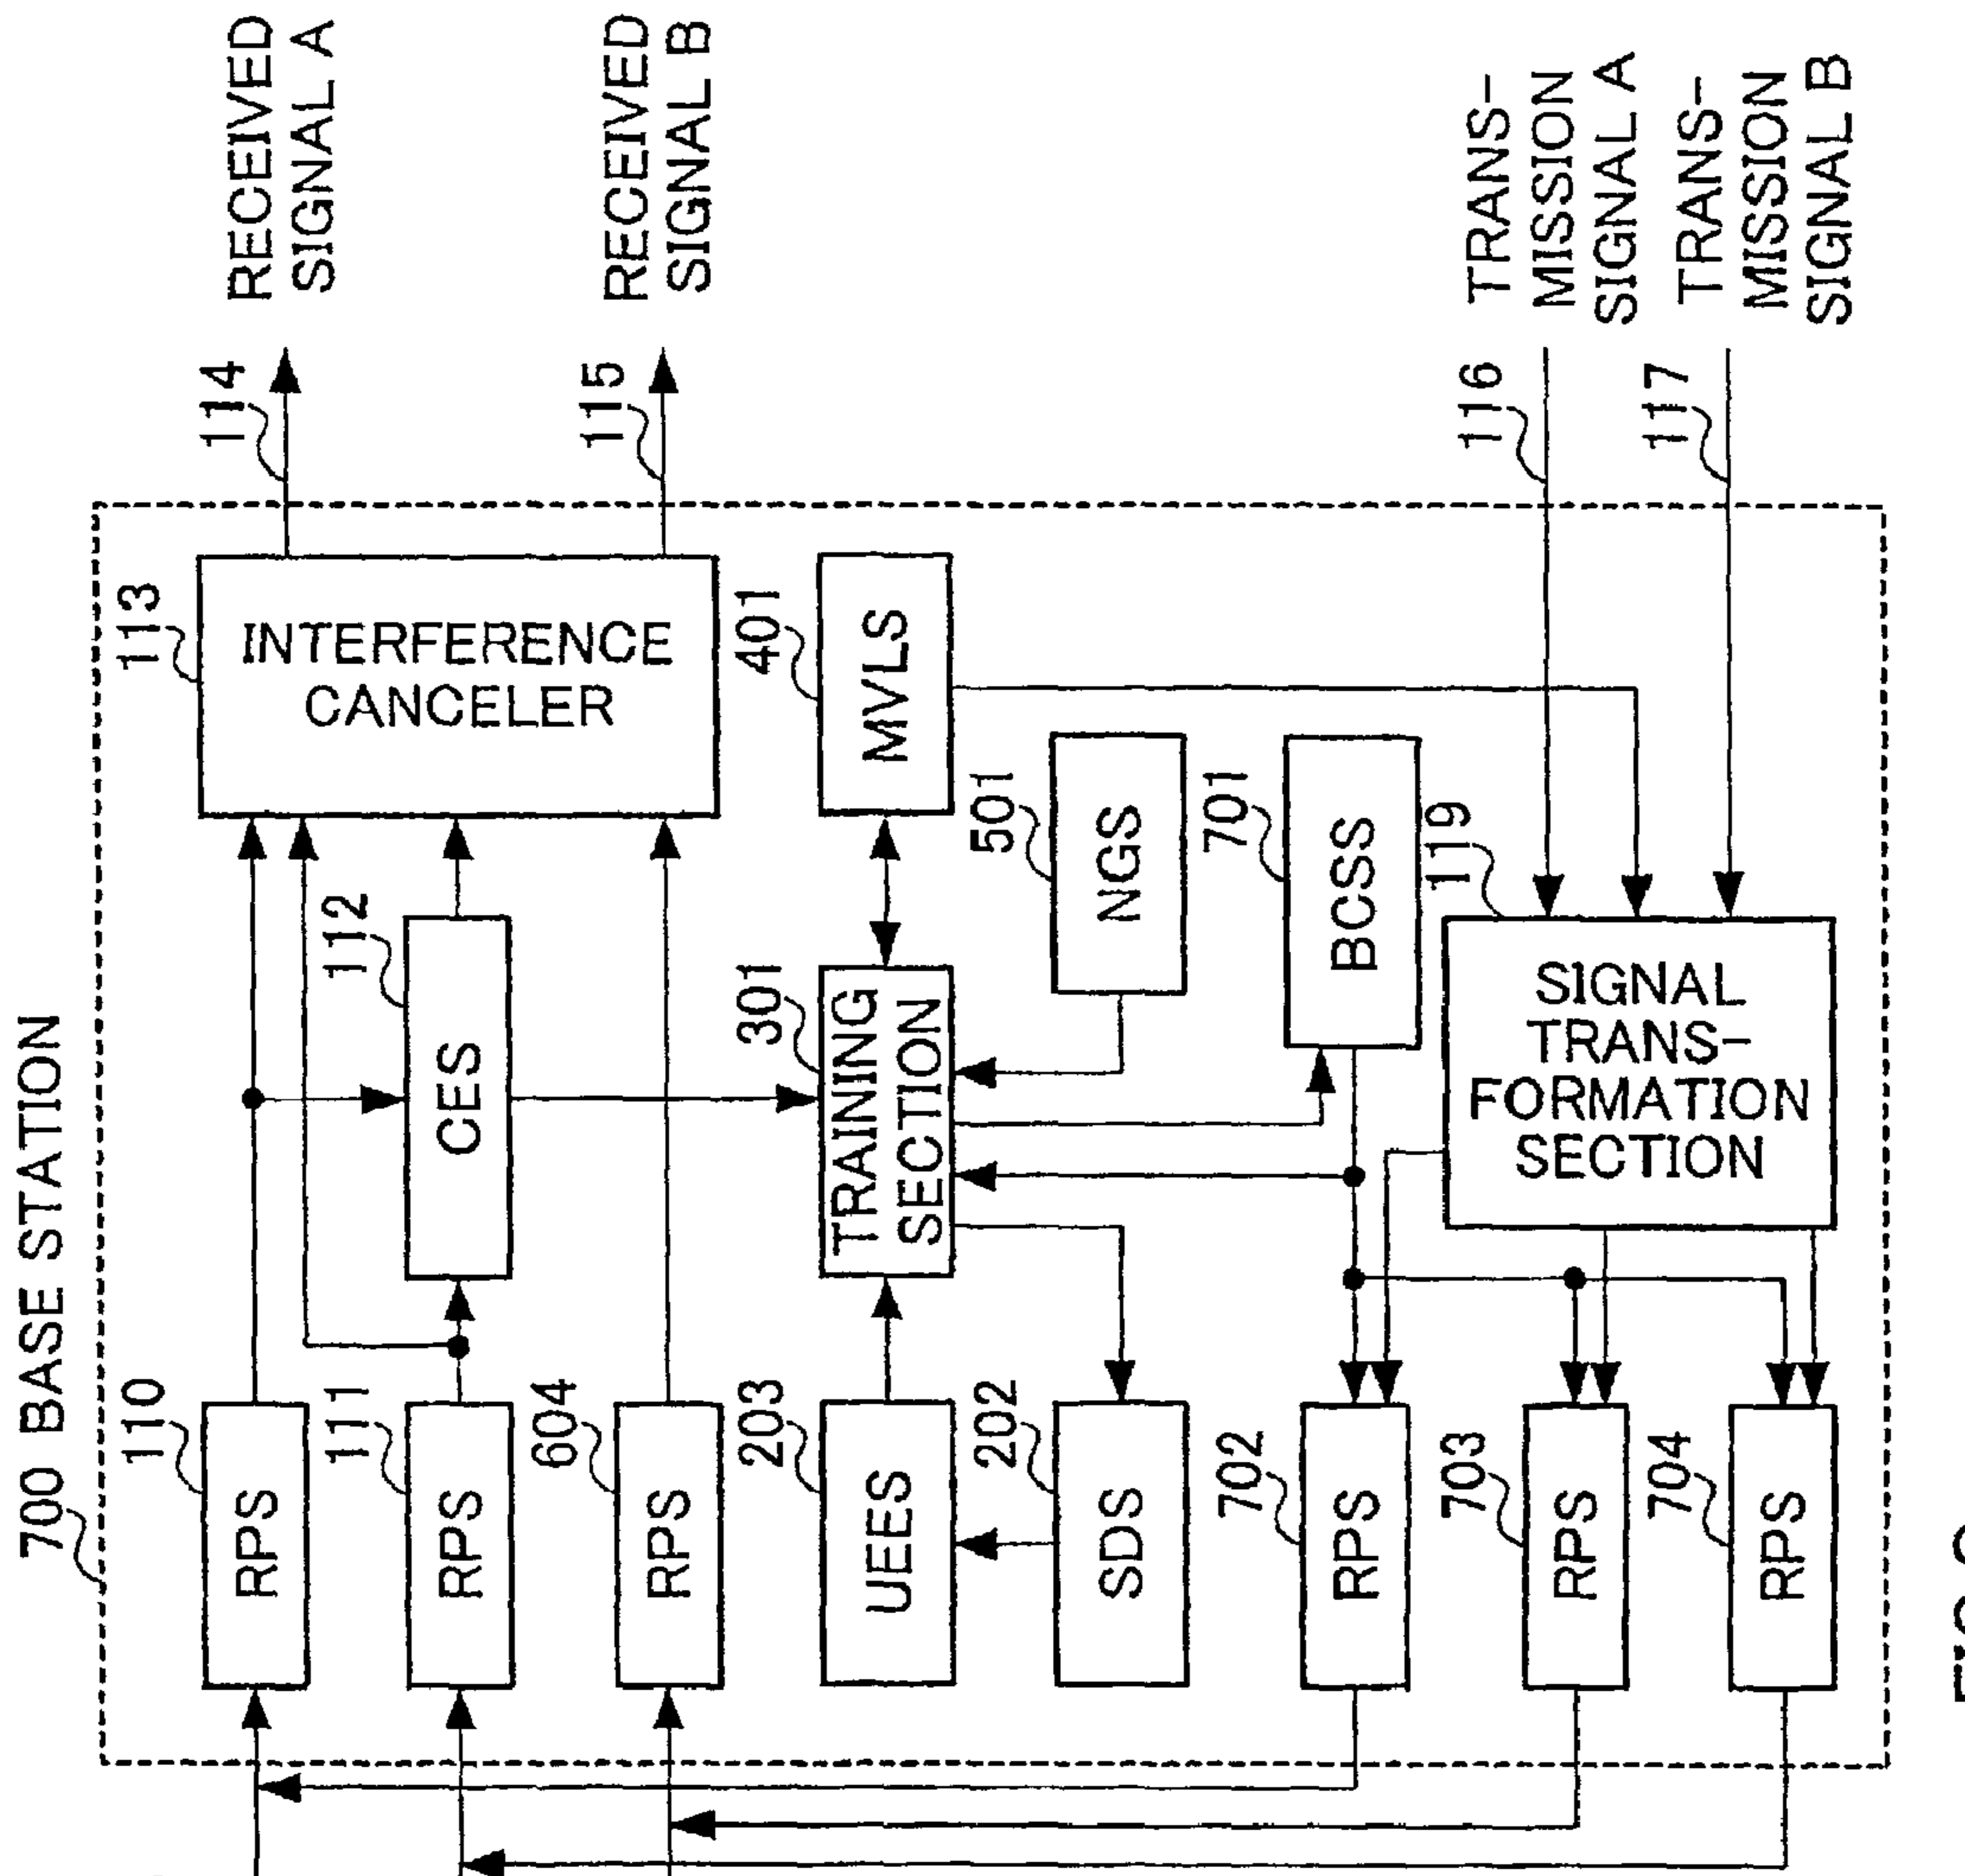 700 BASE STATION
110
RPS
111
RPS
604
RPS
203
UEES
202
SDS
702
RPS
703
RPS
704
RPS
112
CES
301
TRAINING
SECTION
119
SIGNAL
TRANS-
FORMATION
SECTION
113
INTERFERENCE
CANCELER
401
MVLS
501
NGS
701
BCSS
114
RECEIVED
SIGNAL A
115
RECEIVED
SIGNAL B
116
TRANS-
MISSION
SIGNAL A
117
TRANS-
MISSION
SIGNAL B